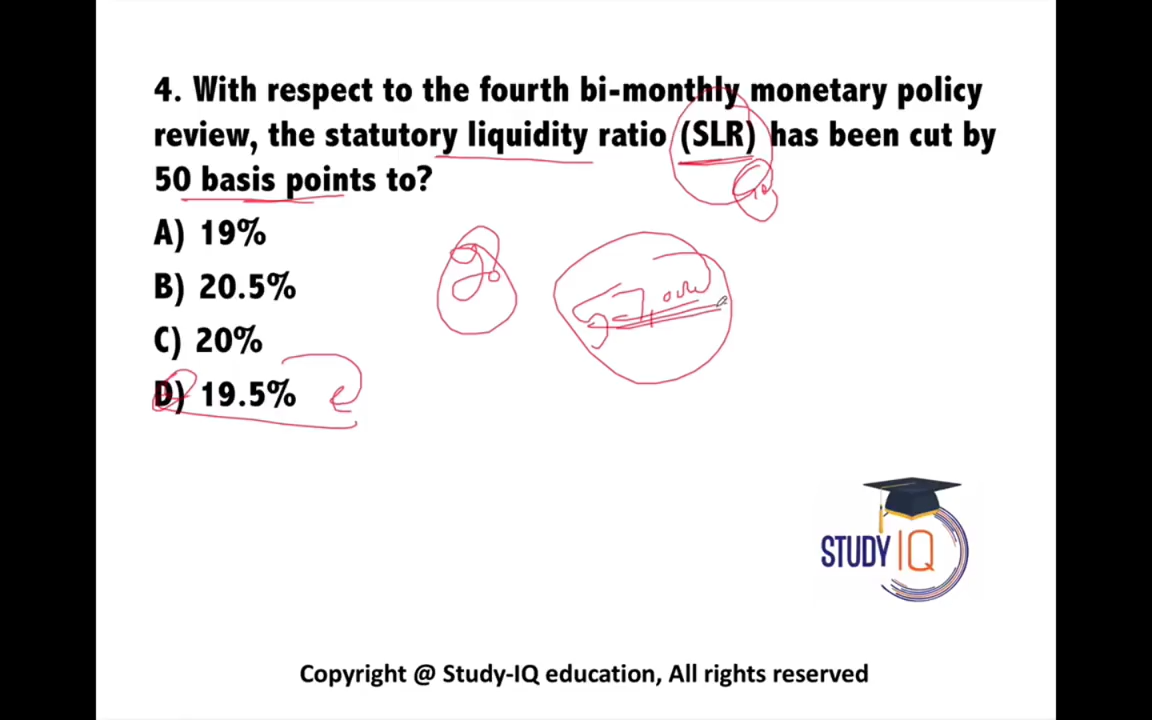 4. With respect to the fourth bi-monthly monetary policy
review, the statutory liquidity ratio (SLR) has been cut by
50 basis points to?
A) 19%
B) 20.5%
C) 20%
D) 19.5%
STUDY IQ
Copyright @ Study-IQ education, All rights reserved